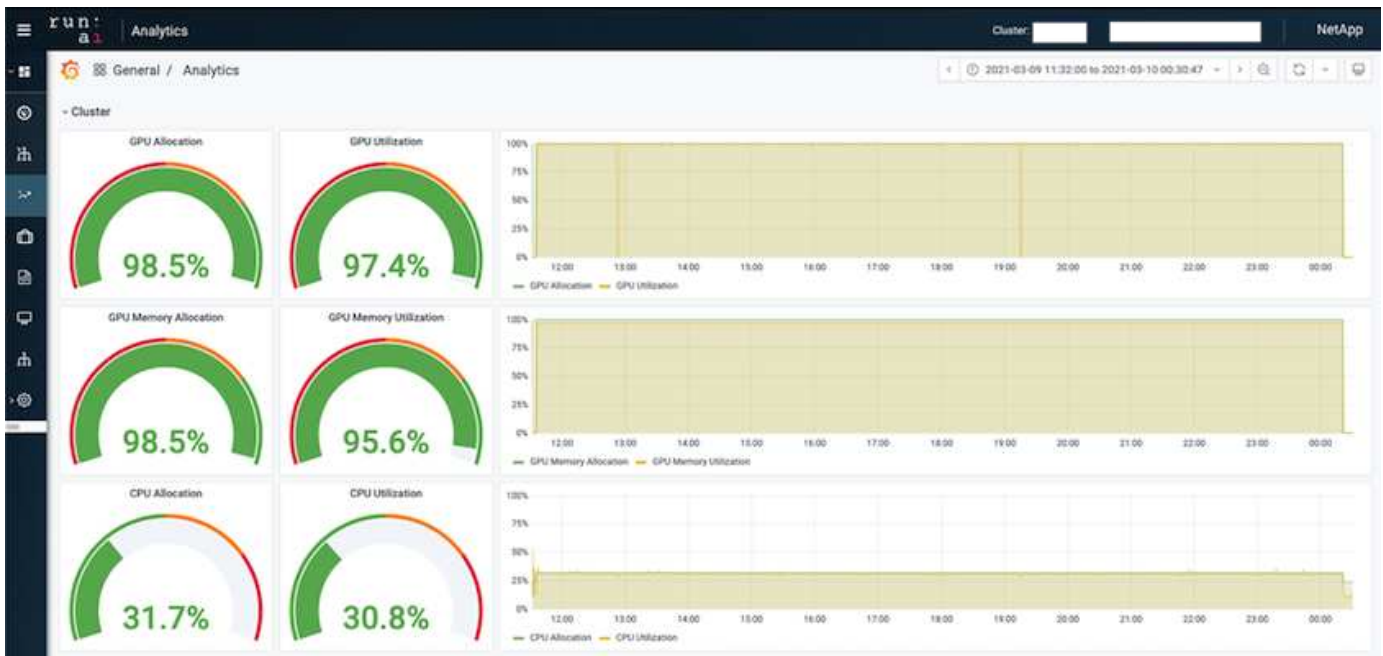 run:
ai
Analytics
Cluster:
NetApp
General / Analytics
2021-03-09 11:32:00 to 2021-03-10 00:30:47
Cluster
GPU Allocation
98.5%
GPU Utilization
97.4%
100%
75%
50%
25%
0%
12:00 13:00 14:00 15:00 16:00 17:00 18:00 19:00 20:00 21:00 22:00 23:00 00:00
GPU Allocation GPU Utilization
GPU Memory Allocation
98.5%
GPU Memory Utilization
95.6%
100%
75%
50%
25%
0%
12:00 13:00 14:00 15:00 16:00 17:00 18:00 19:00 20:00 21:00 22:00 23:00 00:00
GPU Memory Allocation GPU Memory Utilization
CPU Allocation
31.7%
CPU Utilization
30.8%
100%
75%
50%
25%
0%
12:00 13:00 14:00 15:00 16:00 17:00 18:00 19:00 20:00 21:00 22:00 23:00 00:00
CPU Allocation CPU Utilization